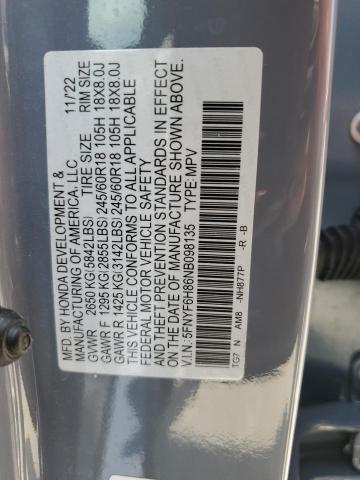 MFD.BY HONDA DEVELOPMENT & 11/22
MANUFACTURING OF AMERICA, LLC
TIRE SIZE RIM SIZE
GVWR 2650 KG(5842LBS)
GAWR F 1295 KG(2855LBS)245/60R18 105H 18X8.0J
GAWR R 1425 KG(3142LBS)245/60R18 105H 18X8.0J
THIS VEHICLE CONFORMS TO ALL APPLICABLE
FEDERAL MOTOR VEHICLE SAFETY
AND THEFT PREVENTION STANDARDS IN EFFECT
ON THE DATE OF MANUFACTURE SHOWN ABOVE.
V.I.N.:5FNYF6H86NB098135 TYPE:MPV
TG7 N AM8 -NH877P -R -B